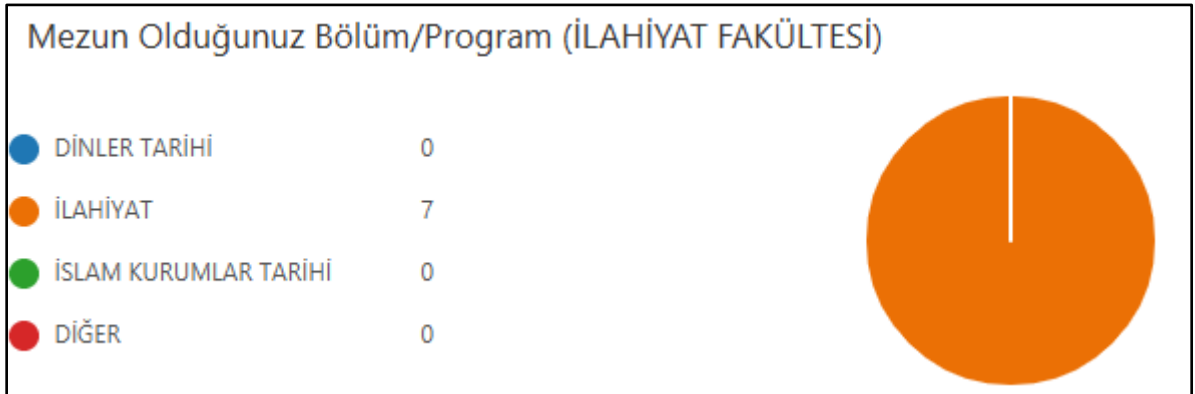 Mezun Olduğunuz Bölüm/Program (İLAHİYAT FAKÜLTESİ)
DİNLER TARİHİ 0
İLAHİYAT 7
İSLAM KURUMLAR TARİHİ 0
DİĞER 0